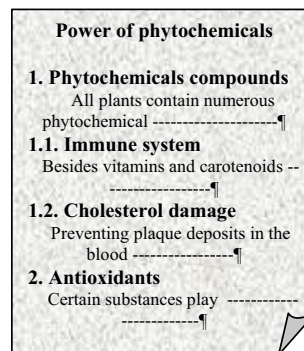 Power of phytochemicals
1. Phytochemicals compounds
All plants contain numerous
phytochemical --------------------¶
1.1. Immune system
Besides vitamins and carotenoids --
----------------¶
1.2. Cholesterol damage
Preventing plaque deposits in the
blood -----------------¶
2. Antioxidants
Certain substances play ------------
-------------¶